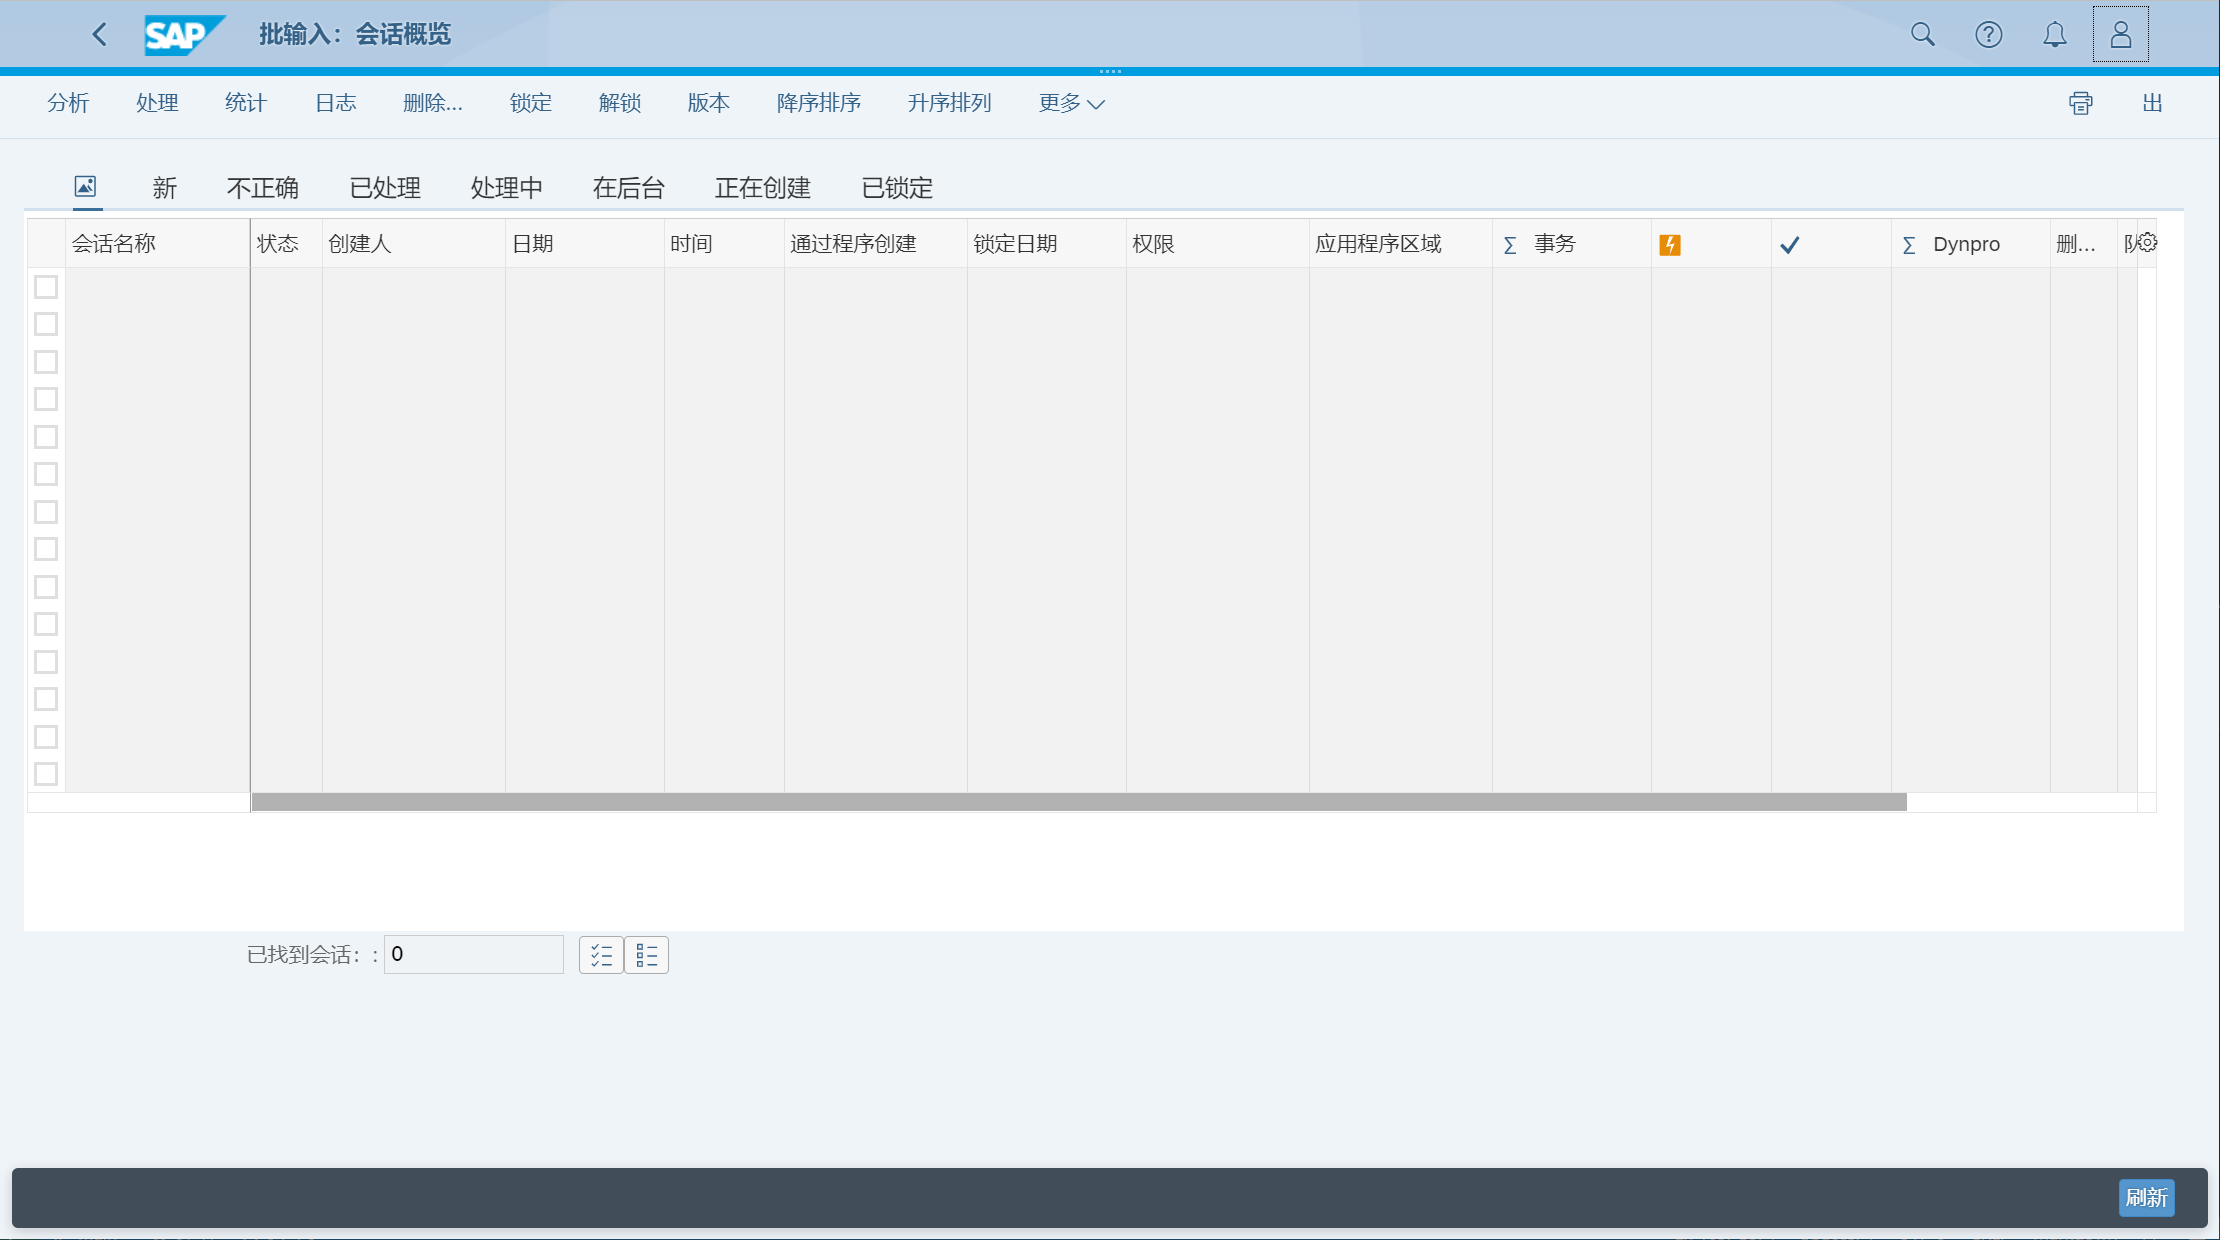 SAP 批输入：会话概览
分析 处理 统计 日志 删除... 锁定 解锁 版本 降序排序 升序排列 更多 出
新 不正确 已处理 处理中 在后台 正在创建 已锁定
会话名称 状态 创建人 日期 时间 通过程序创建 锁定日期 权限 应用程序区域 Σ 事务 Σ Dynpro 删...
已找到会话：: 0
刷新